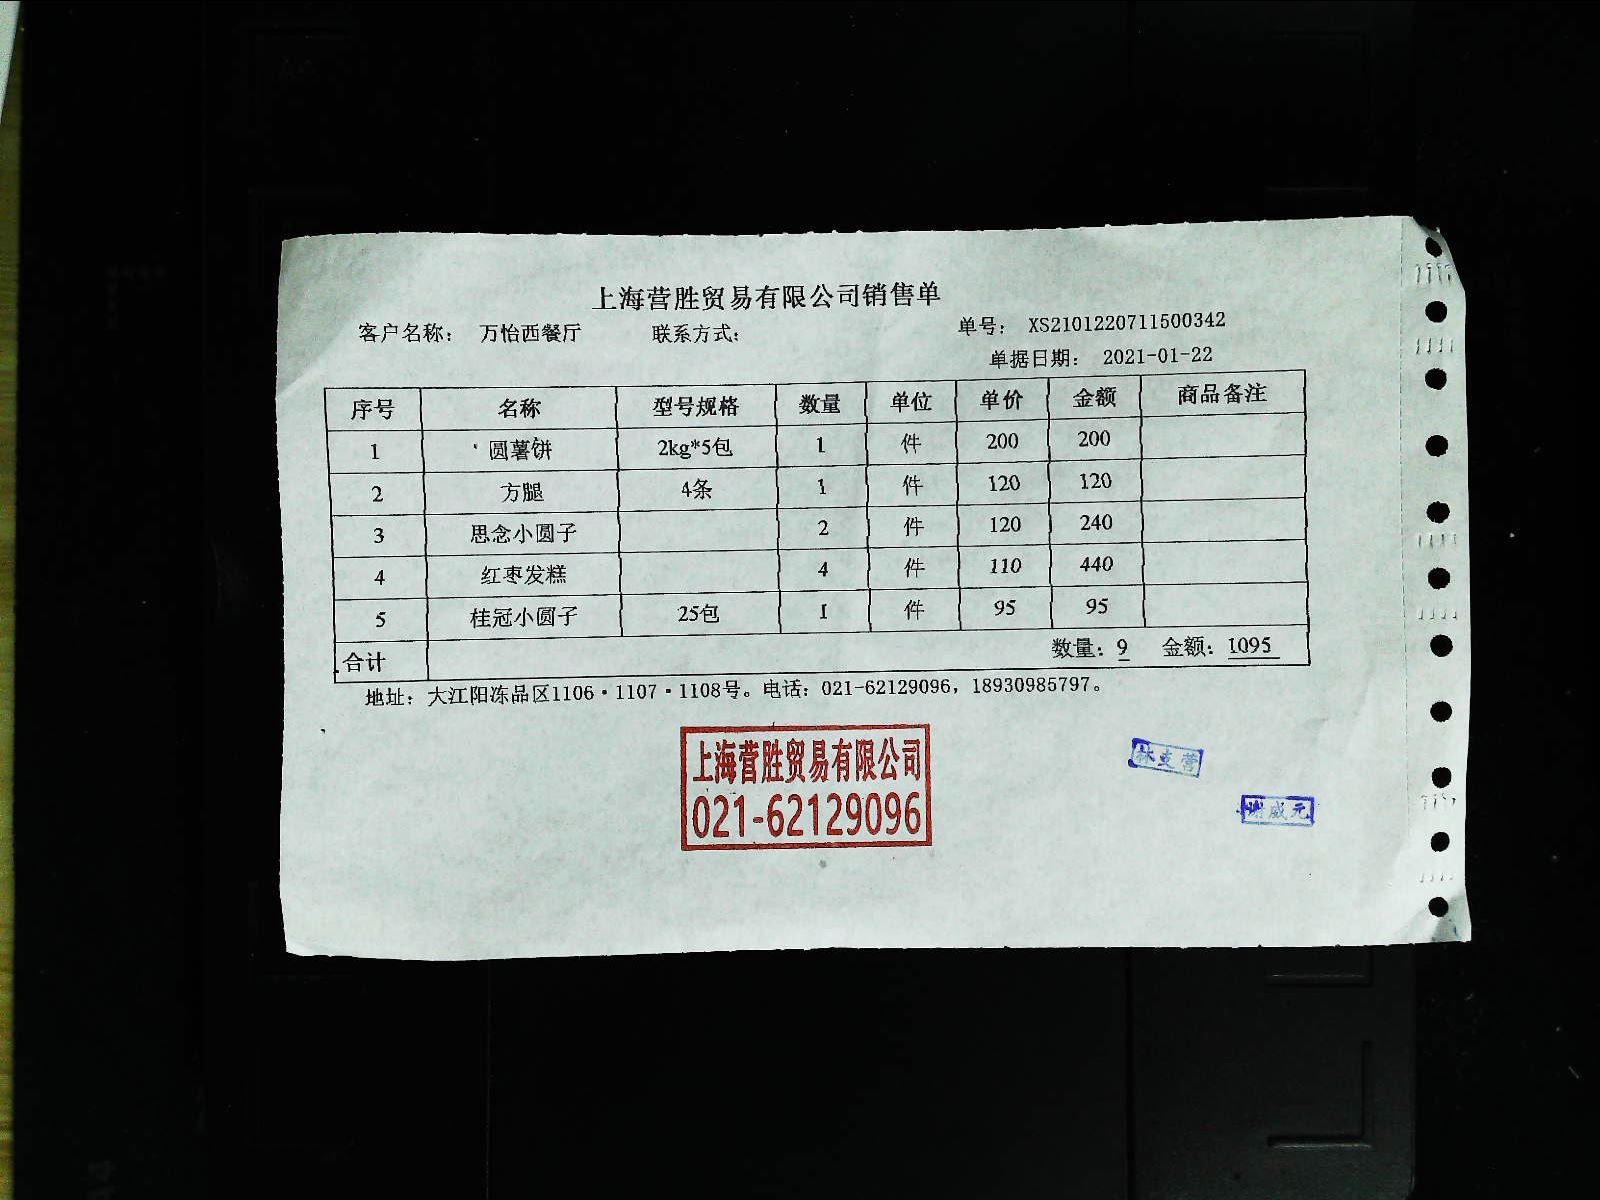 上海营胜贸易有限公司销售单
客户名称： 万怡西餐厅 联系方式： 单号： XS2101220711500342
单据日期： 2021-01-22
序号 名称 型号规格 数量 单位 单价 金额 商品备注
1 圆薯饼 2kg*5包 1 件 200 200
2 方腿 4条 1 件 120 120
3 思念小圆子 2 件 120 240
4 红枣发糕 4 件 110 440
5 桂冠小圆子 25包 1 件 95 95
合计 数量：9 金额：1095
地址：大江阳冻品区1106·1107·1108号。电话：021-62129096，18930985797。
上海营胜贸易有限公司
021-62129096
林支营
谢成元